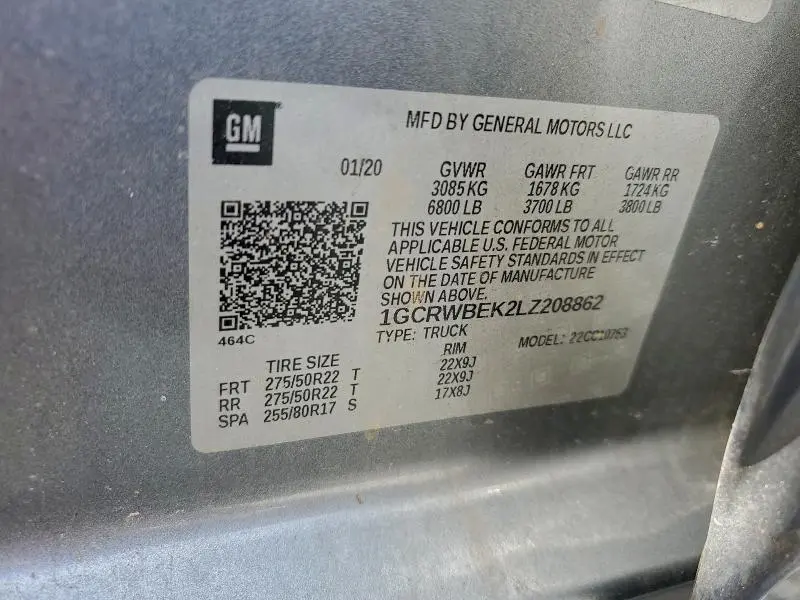 GM
MFD BY GENERAL MOTORS LLC
01/20 GVWR GAWR FRT GAWR RR
3085 KG 1678 KG 1724 KG
6800 LB 3700 LB 3800 LB
THIS VEHICLE CONFORMS TO ALL
APPLICABLE U.S. FEDERAL MOTOR
VEHICLE SAFETY STANDARDS IN EFFECT
ON THE DATE OF MANUFACTURE
SHOWN ABOVE.
1GCRWBEK2LZ208862
464C
TYPE: TRUCK MODEL:
TIRE SIZE RIM
FRT 275/50R22 T 22X9J
RR 275/50R22 T 22X9J
SPA 255/80R17 S 17X8J